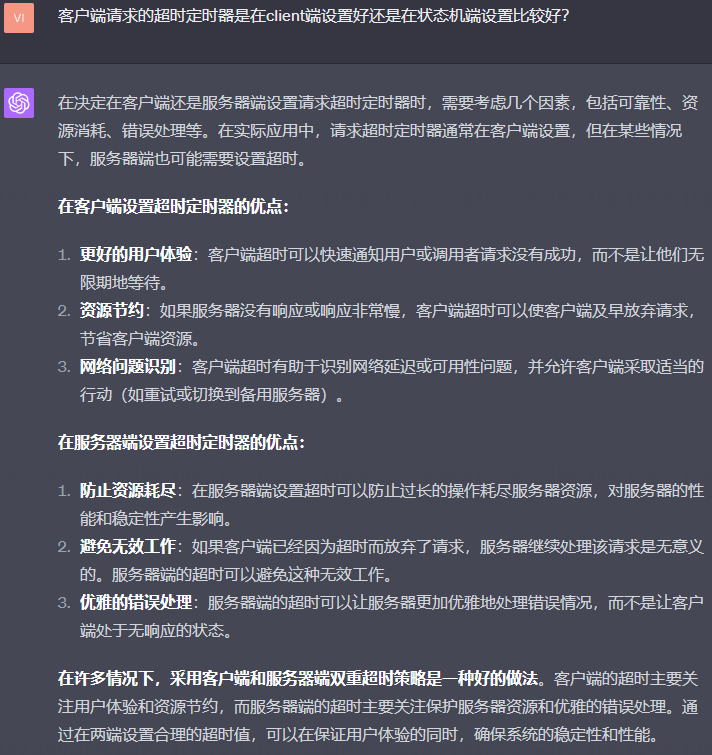 VI
客户端请求的超时定时器是在client端设置好还是在状态机端设置比较好？
在决定在客户端还是服务器端设置请求超时定时器时，需要考虑几个因素，包括可靠性、资
源消耗、错误处理等。在实际应用中，请求超时定时器通常在客户端设置，但在某些情况
下，服务器端也可能需要设置超时。
在客户端设置超时定时器的优点：
1. 更好的用户体验：客户端超时可以快速通知用户或调用者请求没有成功，而不是让他们无
限期地等待。
2. 资源节约：如果服务器没有响应或响应非常慢，客户端超时可以使客户端及早放弃请求，
节省客户端资源。
3. 网络问题识别：客户端超时有助于识别网络延迟或可用性问题，并允许客户端采取适当的
行动（如重试或切换到备用服务器）。
在服务器端设置超时定时器的优点：
1. 防止资源耗尽：在服务器端设置超时可以防止过长的操作耗尽服务器资源，对服务器的性
能和稳定性产生影响。
2. 避免无效工作：如果客户端已经因为超时而放弃了请求，服务器继续处理该请求是无意义
的。服务器端的超时可以避免这种无效工作。
3. 优雅的错误处理：服务器端的超时可以让服务器更加优雅地处理错误情况，而不是让客户
端处于无响应的状态。
在许多情况下，采用客户端和服务器端双重超时策略是一种好的做法。客户端的超时主要关
注用户体验和资源节约，而服务器端的超时主要关注保护服务器资源和优雅的错误处理。通
过在两端设置合理的超时值，可以在保证用户体验的同时，确保系统的稳定性和性能。